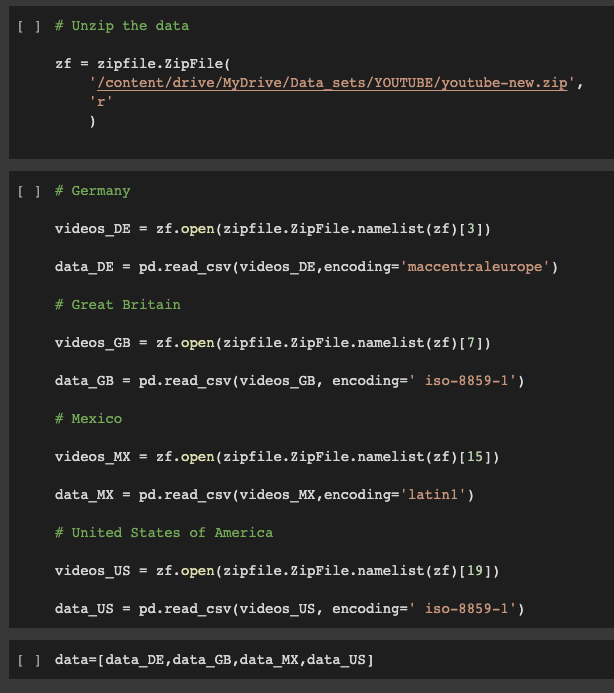 [ ] # Unzip the data
zf = zipfile.ZipFile(
'/content/drive/MyDrive/Data_sets/YOUTUBE/youtube-new.zip',
'r'
)
[ ] # Germany
videos_DE = zf.open(zipfile.ZipFile.namelist(zf)[3])
data_DE = pd.read_csv(videos_DE,encoding='maccentraleurope')
# Great Britain
videos_GB = zf.open(zipfile.ZipFile.namelist(zf)[7])
data_GB = pd.read_csv(videos_GB, encoding=' iso-8859-1')
# Mexico
videos_MX = zf.open(zipfile.ZipFile.namelist(zf)[15])
data_MX = pd.read_csv(videos_MX,encoding='latin1')
# United States of America
videos_US = zf.open(zipfile.ZipFile.namelist(zf)[19])
data_US = pd.read_csv(videos_US, encoding=' iso-8859-1')
[ ] data=[data_DE,data_GB,data_MX,data_US]